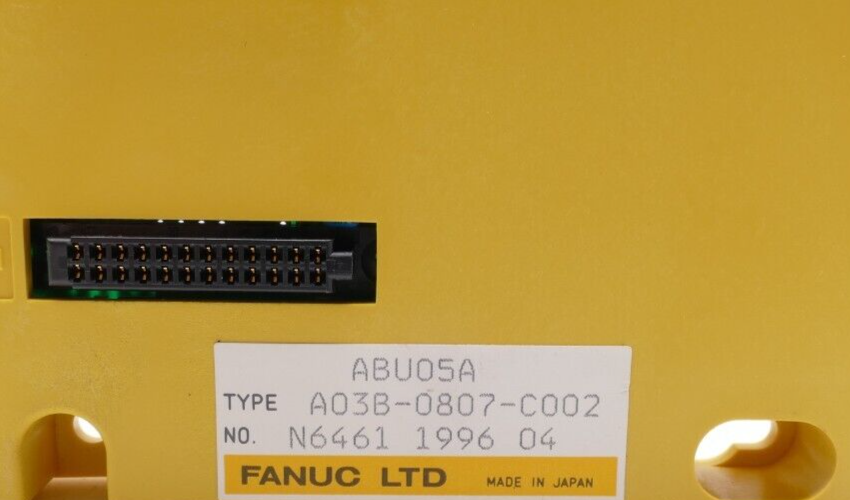 ABU05A
TYPE A03B-0807-C002
NO. N6461 1996 04
FANUC LTD MADE IN JAPAN